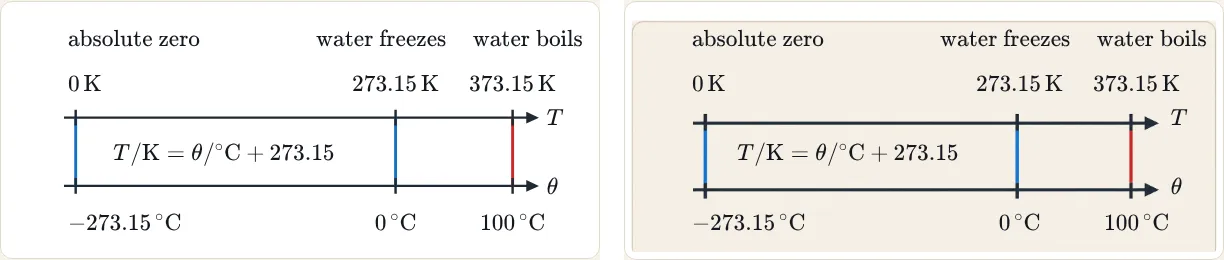 absolute zero water freezes water boils
0 K 273.15 K 373.15 K
T
T/K = θ/°C + 273.15
θ
−273.15 °C 0 °C 100 °C
absolute zero water freezes water boils
0 K 273.15 K 373.15 K
T
T/K = θ/°C + 273.15
θ
−273.15 °C 0 °C 100 °C